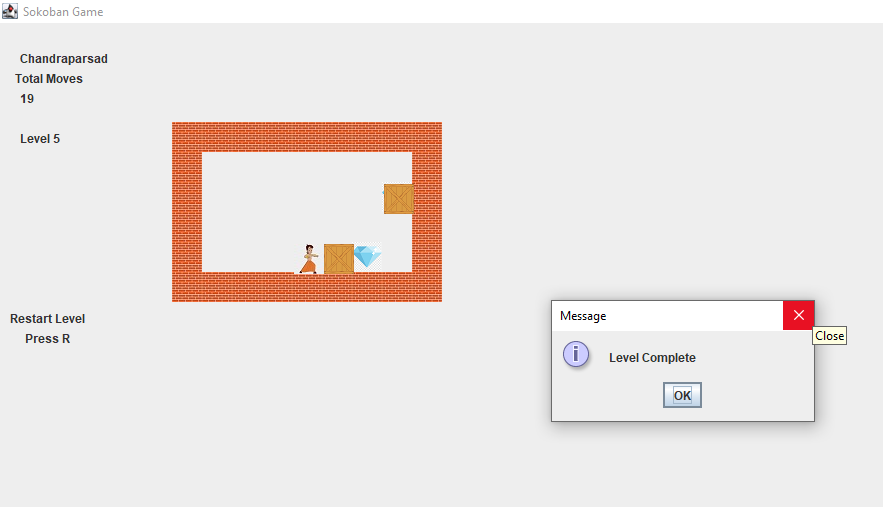 Sokoban Game
Chandraparsad
Total Moves
19
Level 5
Restart Level
Press R
Message
Close
Level Complete
OK